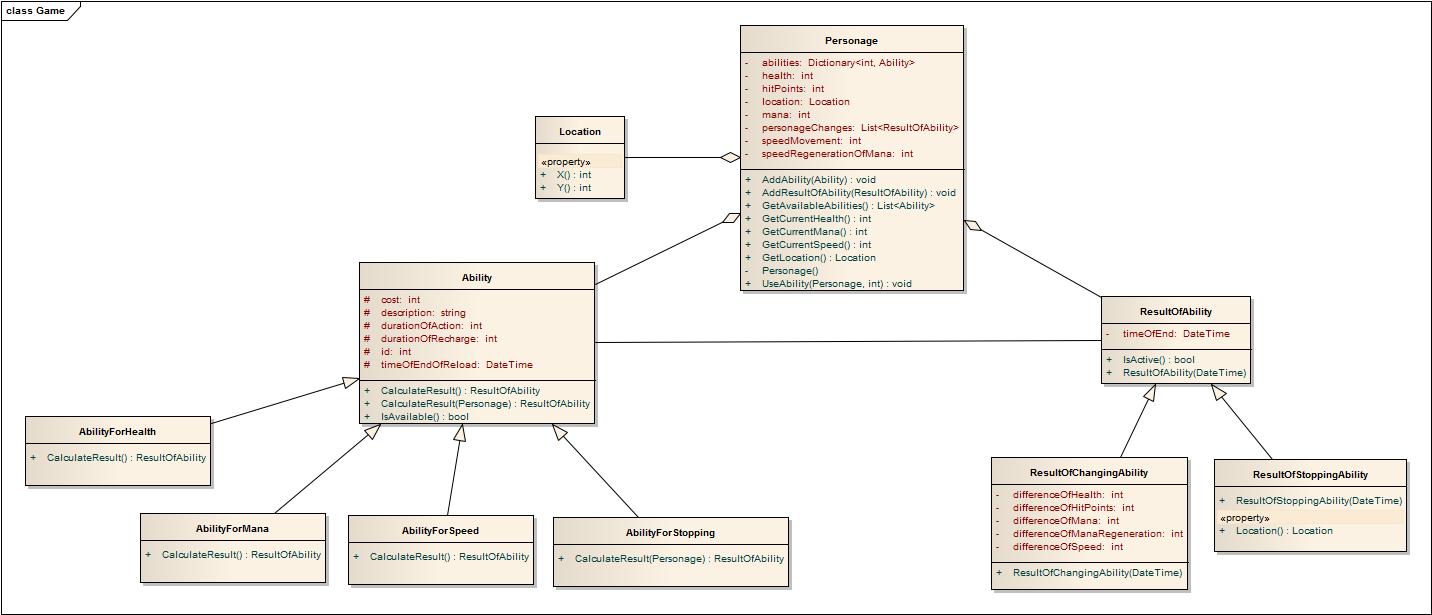 class Game
Personage
- abilities: Dictionary<int, Ability>
- health: int
- hitPoints: int
- location: Location
- mana: int
- personageChanges: List<ResultOfAbility>
- speedMovement: int
- speedRegenerationOfMana: int
+ AddAbility(Ability) : void
+ AddResultOfAbility(ResultOfAbility) : void
+ GetAvailableAbilities() : List<Ability>
+ GetCurrentHealth() : int
+ GetCurrentMana() : int
+ GetCurrentSpeed() : int
+ GetLocation() : Location
- Personage()
+ UseAbility(Personage, int) : void
Location
«property»
+ X() : int
+ Y() : int
Ability
# cost: int
# description: string
# durationOfAction: int
# durationOfRecharge: int
# id: int
# timeOfEndOfReload: DateTime
+ CalculateResult() : ResultOfAbility
+ CalculateResult(Personage) : ResultOfAbility
+ IsAvailable() : bool
ResultOfAbility
- timeOfEnd: DateTime
+ IsActive() : bool
+ ResultOfAbility(DateTime)
AbilityForHealth
+ CalculateResult() : ResultOfAbility
AbilityForMana
+ CalculateResult() : ResultOfAbility
AbilityForSpeed
+ CalculateResult() : ResultOfAbility
AbilityForStopping
+ CalculateResult(Personage) : ResultOfAbility
ResultOfChangingAbility
- differenceOfHealth: int
- differenceOfHitPoints: int
- differenceOfMana: int
- differenceOfManaRegeneration: int
- differenceOfSpeed: int
+ ResultOfChangingAbility(DateTime)
ResultOfStoppingAbility
+ ResultOfStoppingAbility(DateTime)
«property»
+ Location() : Location